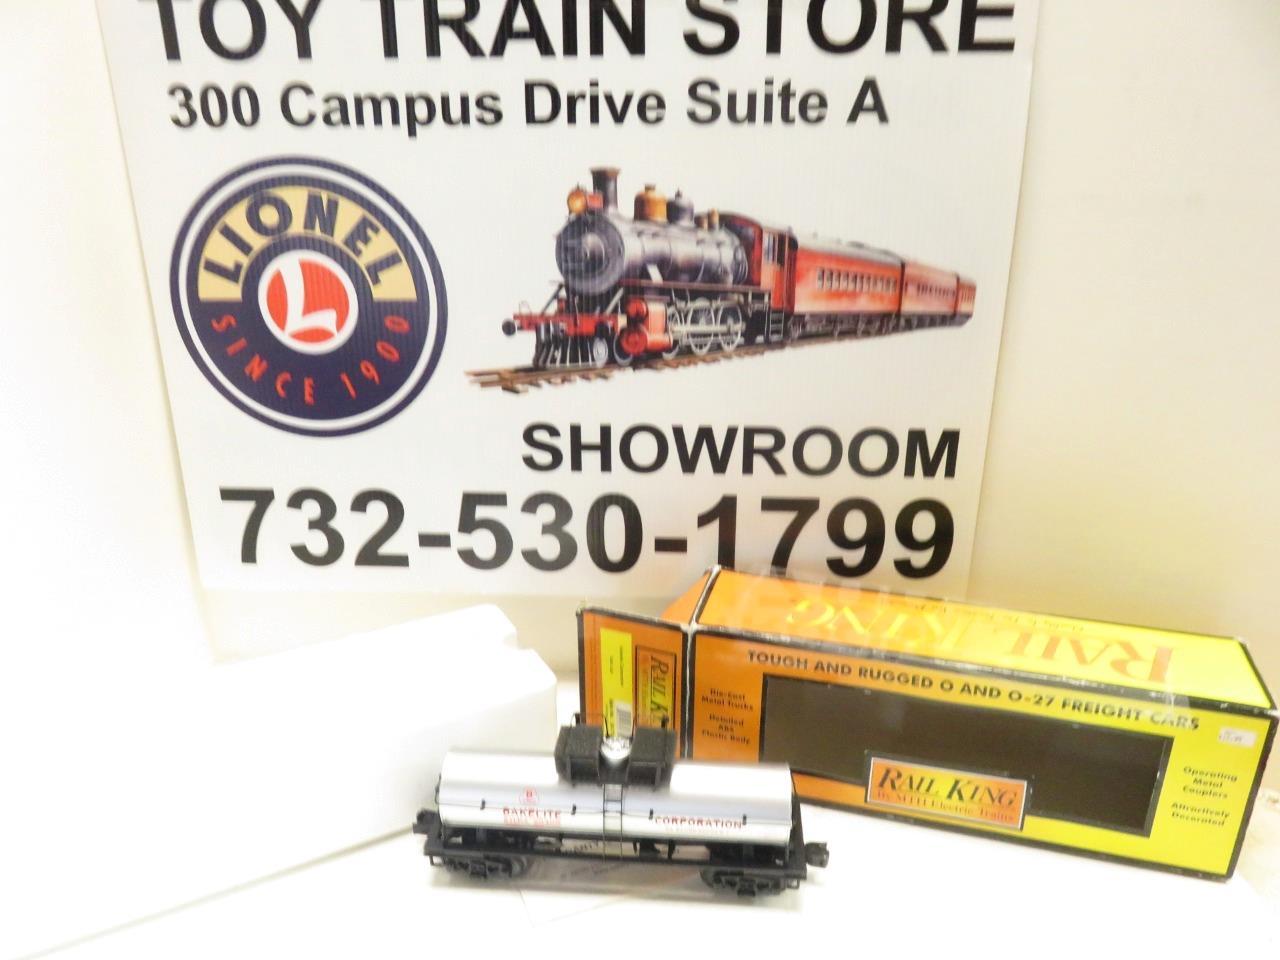 TOY TRAIN STORE
300 Campus Drive Suite A
LIONEL
L
SINCE 1900
SHOWROOM
732-530-1799
RAIL KING
TOUGH AND RUGGED O AND O-27 FREIGHT CARS
RAIL KING
Die-Cast
Metal Trucks
Detailed
ABS
Plastic Body
RAIL KING
By MTH Electric Trains
Operating
Metal
Couplers
Attractively
Decorated
B
BAKELITE
CORPORATION